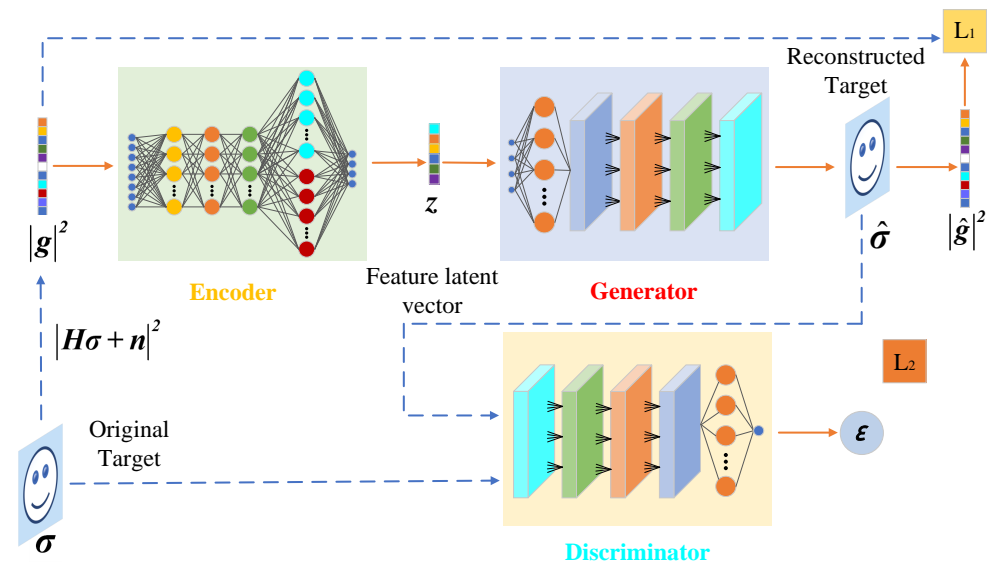 L₁
Reconstructed
Target
|g|²
z
σ̂
|ĝ|²
Encoder
Feature latent
vector
Generator
|Hσ + n|²
L₂
Original
Target
ε
σ
Discriminator